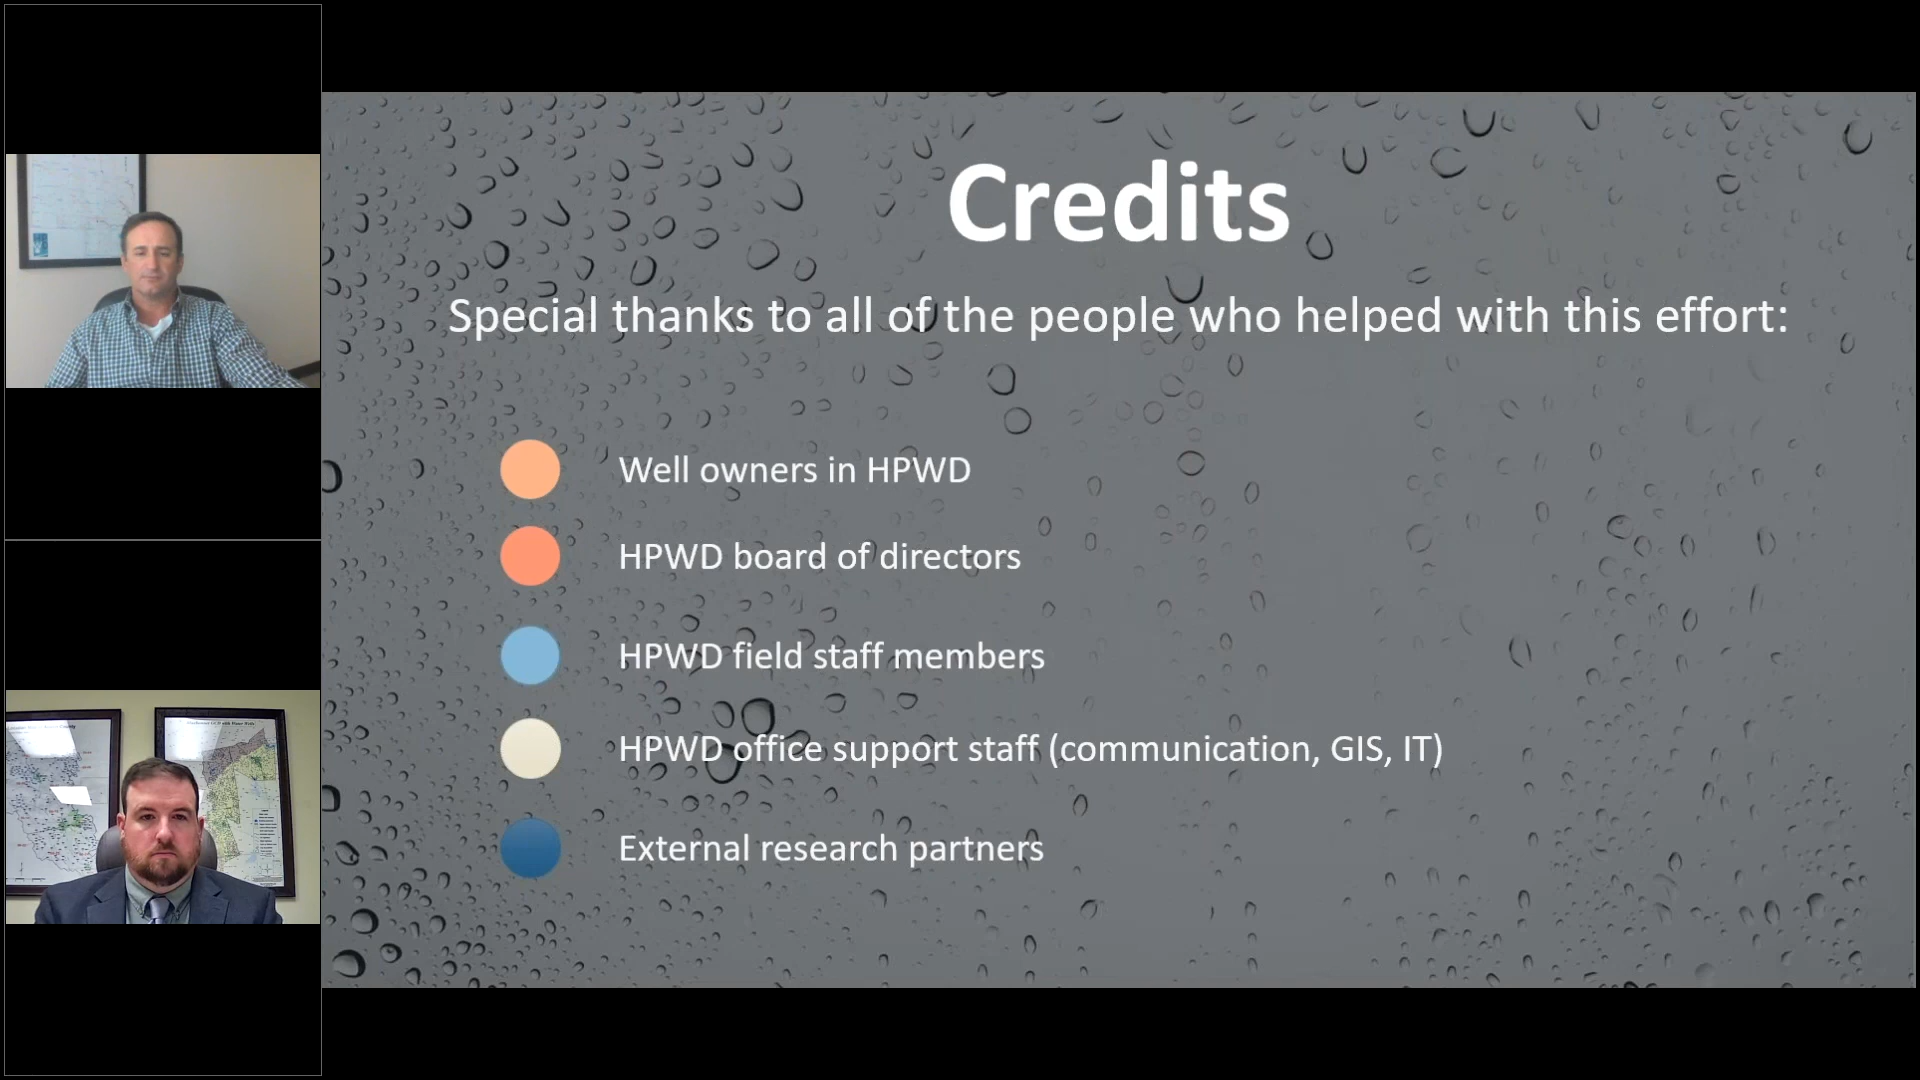 Credits
Special thanks to all of the people who helped with this effort:
Well owners in HPWD
HPWD board of directors
HPWD field staff members
HPWD office support staff (communication, GIS, IT)
External research partners